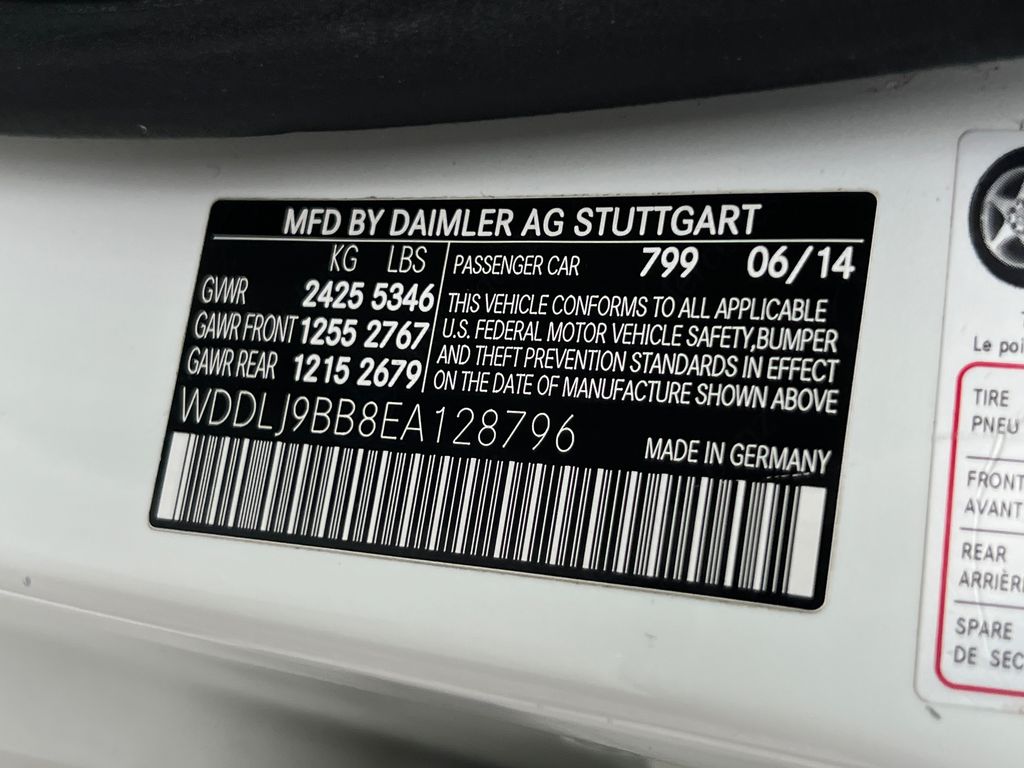 MFD BY DAIMLER AG STUTTGART
KG LBS
GVWR 2425 5346
GAWR FRONT 1255 2767
GAWR REAR 1215 2679
PASSENGER CAR 799 06/14
THIS VEHICLE CONFORMS TO ALL APPLICABLE
U.S. FEDERAL MOTOR VEHICLE SAFETY,BUMPER
AND THEFT PREVENTION STANDARDS IN EFFECT
ON THE DATE OF MANUFACTURE SHOWN ABOVE
WDDLJ9BB8EA128796
MADE IN GERMANY
Le poi
TIRE
PNEU
FRONT
AVANT
REAR
ARRIÈRE
SPARE
DE SEC